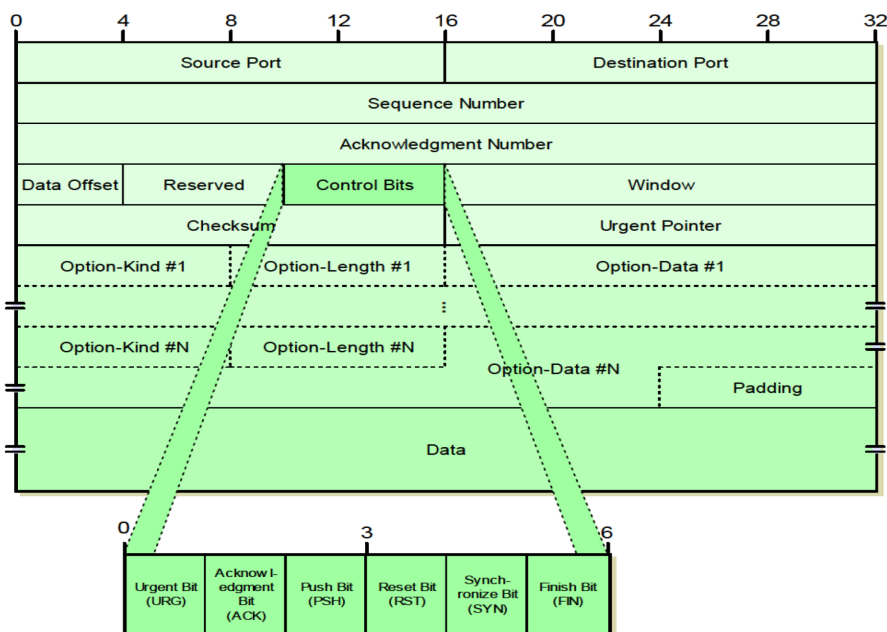 0 4 8 12 16 20 24 28 32
Source Port Destination Port
Sequence Number
Acknowledgment Number
Data Offset Reserved Control Bits Window
Checksum Urgent Pointer
Option-Kind #1 Option-Length #1 Option-Data #1
...
Option-Kind #N Option-Length #N
Option-Data #N
Padding
Data
0 3 6
Urgent Bit
(URG)
Acknowl-
edgment
Bit
(ACK)
Push Bit
(PSH)
Reset Bit
(RST)
Synch-
ronize Bit
(SYN)
Finish Bit
(FIN)